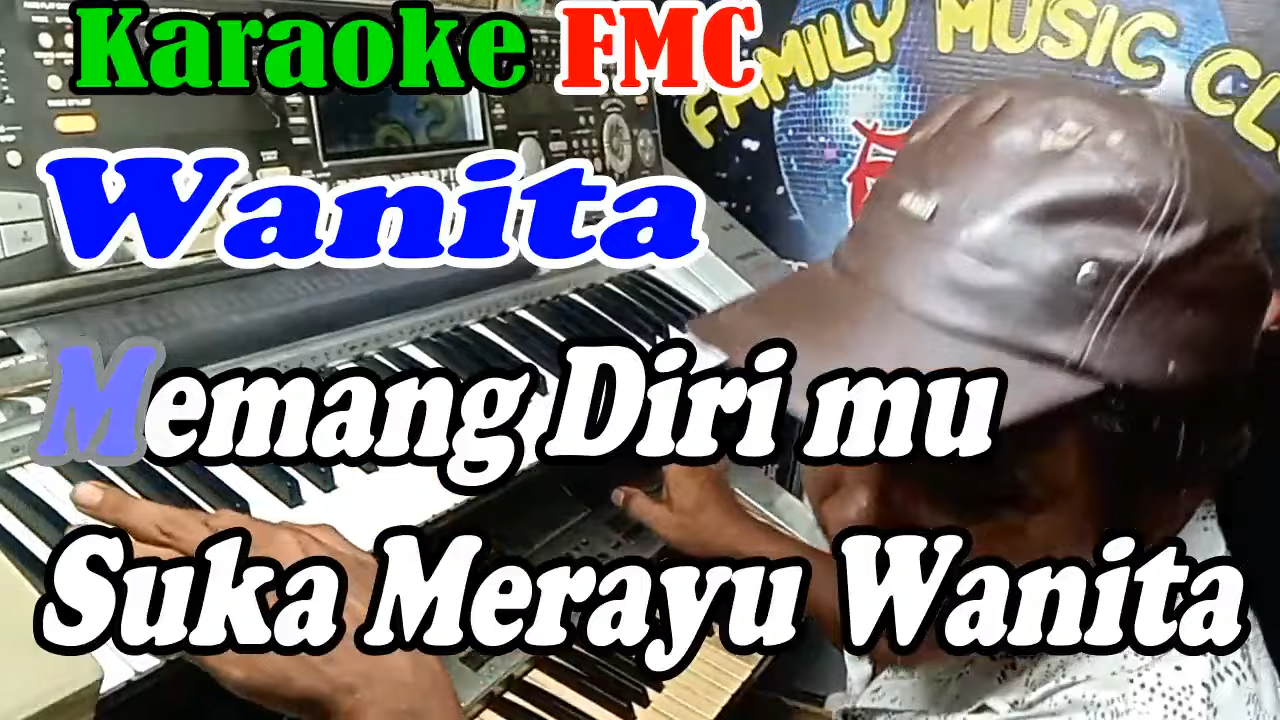 Karaoke FMC
FAMILY MUSIC CL
Wanita
Memang Diri mu
Suka Merayu Wanita